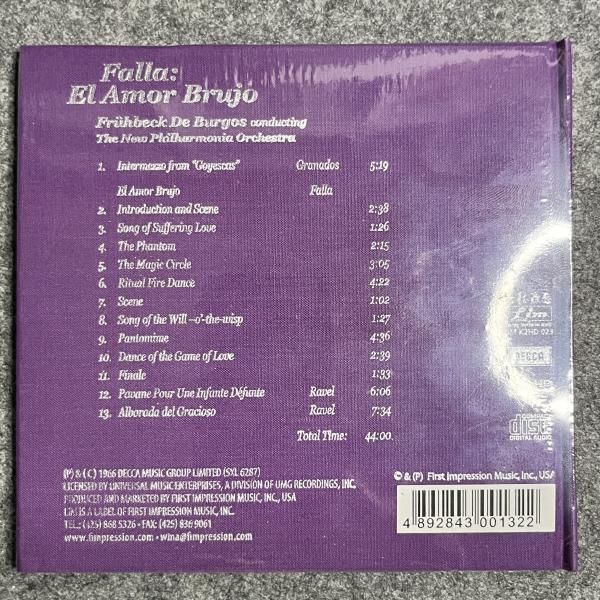 Falla:
El Amor Brujo
Frühbeck De Burgos conducting
The New Philharmonia Orchestra
1. Intermezzo from "Goyescas" Granados 5:19
El Amor Brujo Falla
2. Introduction and Scene 2:38
3. Song of Suffering Love 1:26
4. The Phantom 2:15
5. The Magic Circle 3:05
6. Ritual Fire Dance 4:22
7. Scene 1:02
8. Song of the Will-o'-the-wisp 1:27
9. Pantomime 4:36
10. Dance of the Game of Love 2:39
11. Finale 1:33
12. Pavane Pour Une Infante Défunte Ravel 6:06
13. Alborada del Gracioso Ravel 7:34
Total Time: 44:00
K2HD 023
DECCA
COMPACT
disc
DIGITAL AUDIO
(P) & (C) 1966 DECCA MUSIC GROUP LIMITED (SXL 6287)
LICENSED BY UNIVERSAL MUSIC ENTERPRISES, A DIVISION OF UMG RECORDINGS, INC.
PRODUCED AND MARKETED BY FIRST IMPRESSION MUSIC, INC., USA
LIM IS A LABEL OF FIRST IMPRESSION MUSIC, INC.
TEL.: (425) 868 5326 • FAX: (425) 836 9061
www.fimpression.com • wina@fimpression.com
© & (P) First Impression Music, Inc., USA
4 892843 001322